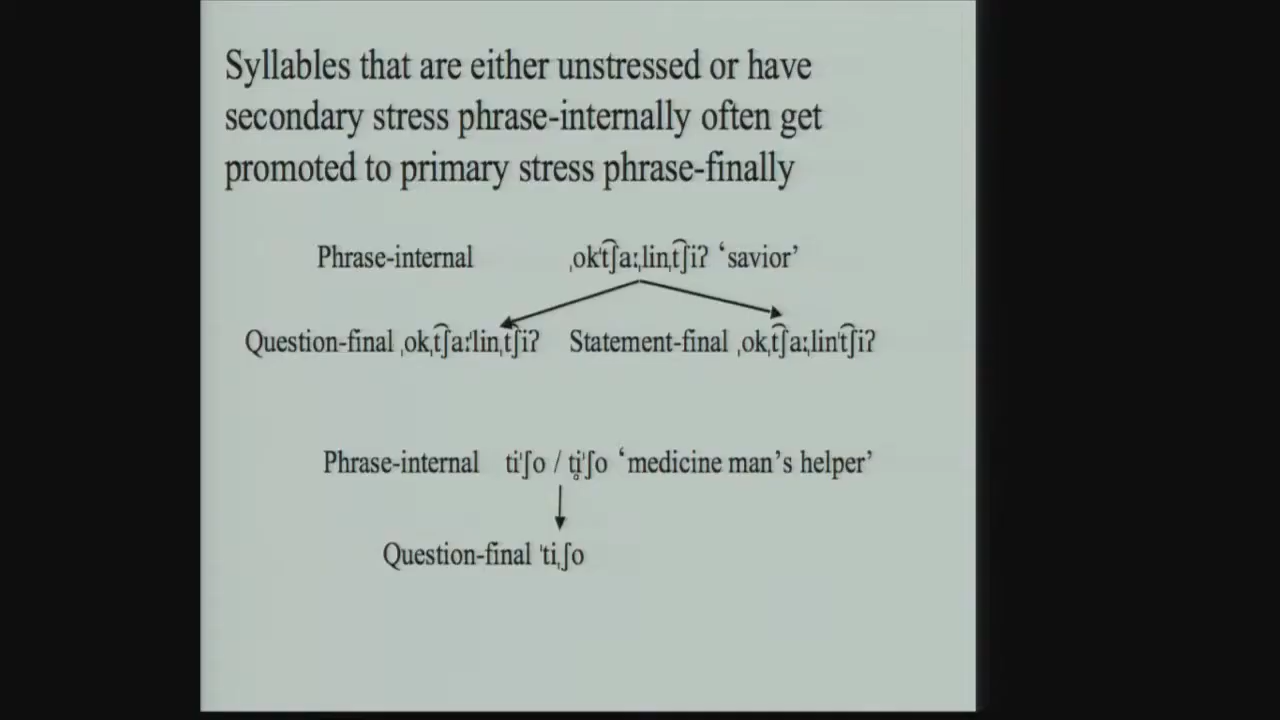 Syllables that are either unstressed or have
secondary stress phrase-internally often get
promoted to primary stress phrase-finally
Phrase-internal ˌokˈt͡ʃaːˌlinˌt͡ʃiʔ ‘savior’
Question-final ˌokˌt͡ʃaːˈlinˌt͡ʃiʔ Statement-final ˌokˌt͡ʃaːˌlinˈt͡ʃiʔ
Phrase-internal tiˈʃo / ti̥ˈʃo ‘medicine man’s helper’
Question-final ˈtiˌʃo